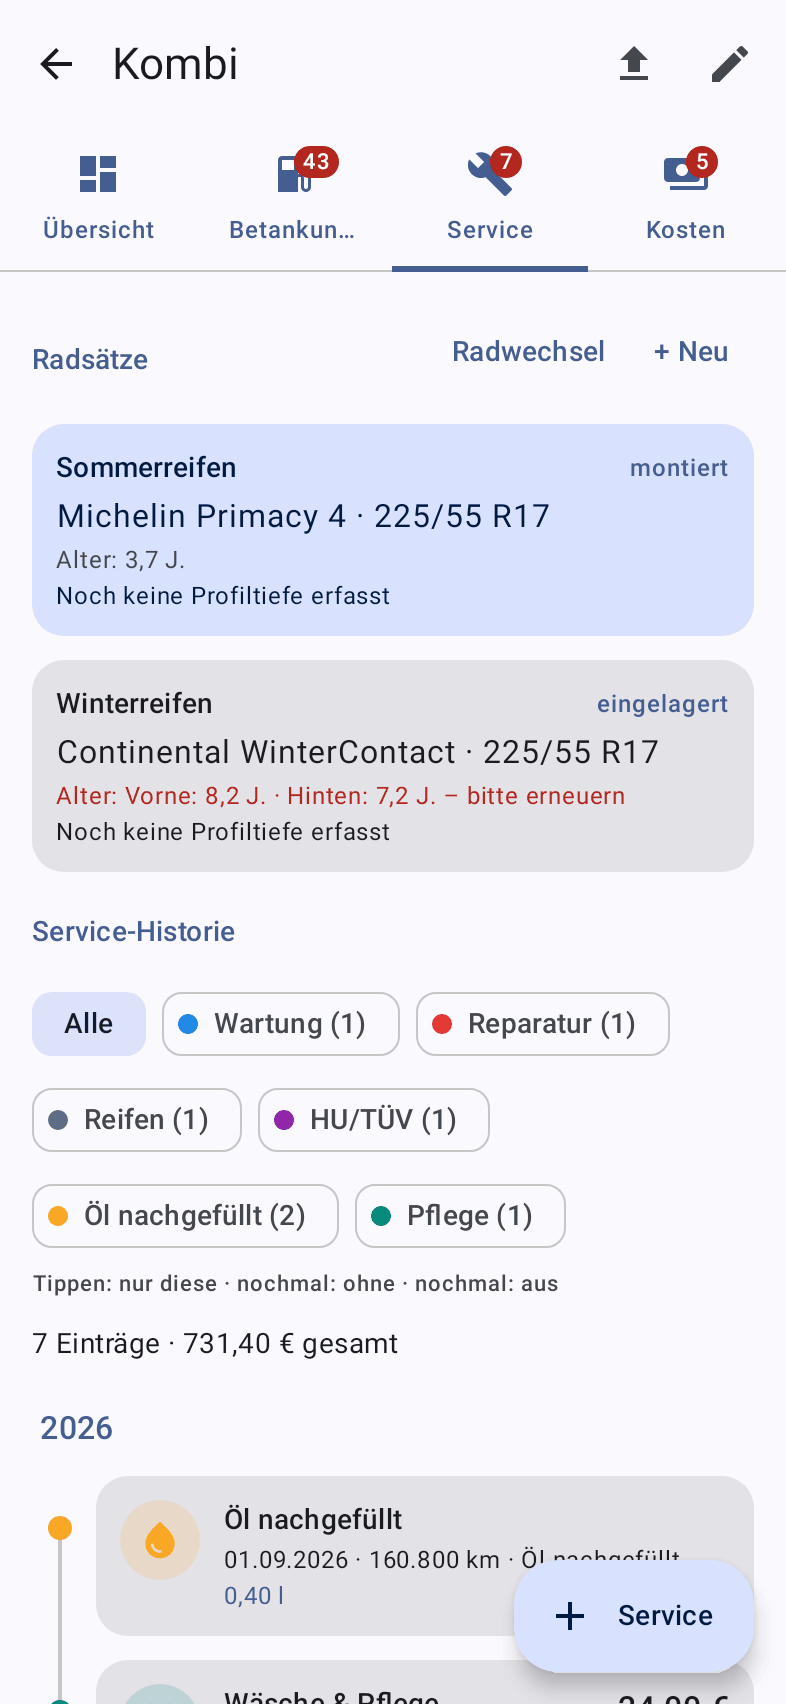 Kombi
43
7
5
Übersicht
Betankun…
Service
Kosten
Radsätze
Radwechsel
+ Neu
Sommerreifen
montiert
Michelin Primacy 4 · 225/55 R17
Alter: 3,7 J.
Noch keine Profiltiefe erfasst
Winterreifen
eingelagert
Continental WinterContact · 225/55 R17
Alter: Vorne: 8,2 J. · Hinten: 7,2 J. – bitte erneuern
Noch keine Profiltiefe erfasst
Service-Historie
Alle
Wartung (1)
Reparatur (1)
Reifen (1)
HU/TÜV (1)
Öl nachgefüllt (2)
Pflege (1)
Tippen: nur diese · nochmal: ohne · nochmal: aus
7 Einträge · 731,40 € gesamt
2026
Öl nachgefüllt
01.09.2026 · 160.800 km · Öl nachgefüllt
0,40 l
Service
Wäsche & Pflege